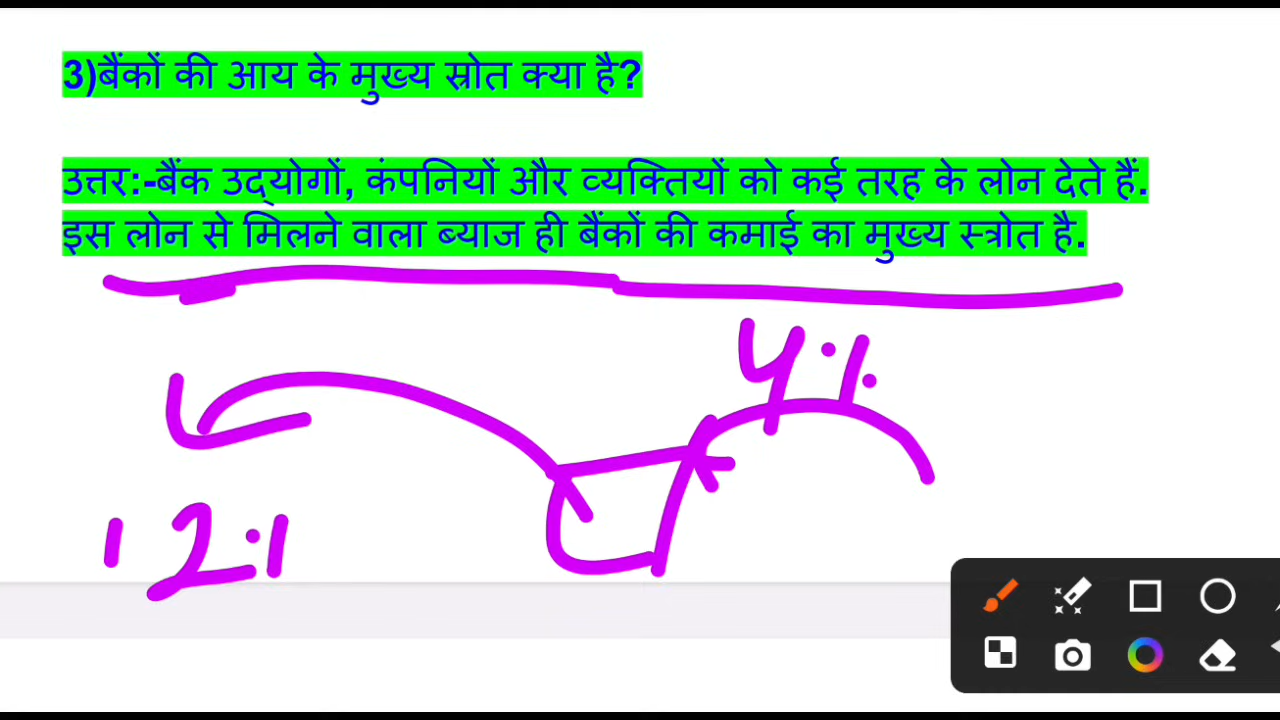 3)बैंकों की आय के मुख्य स्रोत क्या है?
उत्तर:-बैंक उद्योगों, कंपनियों और व्यक्तियों को कई तरह के लोन देते हैं.
इस लोन से मिलने वाला ब्याज ही बैंकों की कमाई का मुख्य स्त्रोत है.
4%
12%